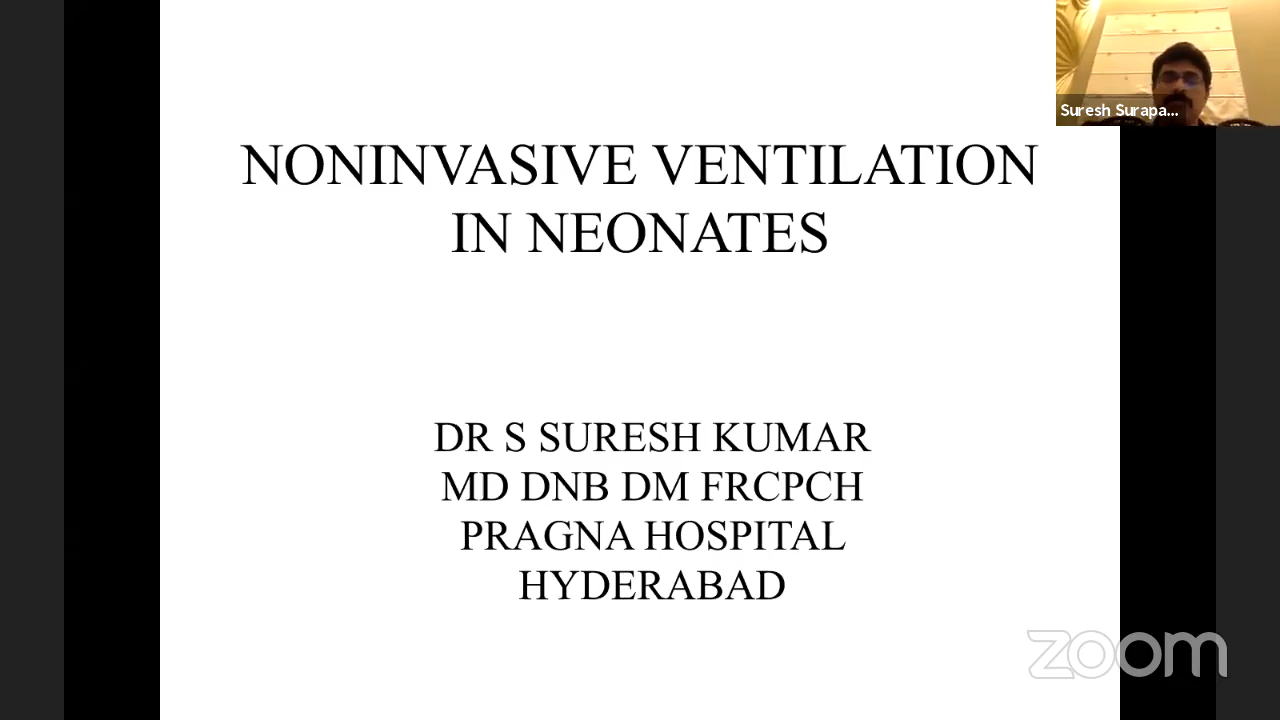 Suresh Surapa...
NONINVASIVE VENTILATION
IN NEONATES
DR S SURESH KUMAR
MD DNB DM FRCPCH
PRAGNA HOSPITAL
HYDERABAD
zoom